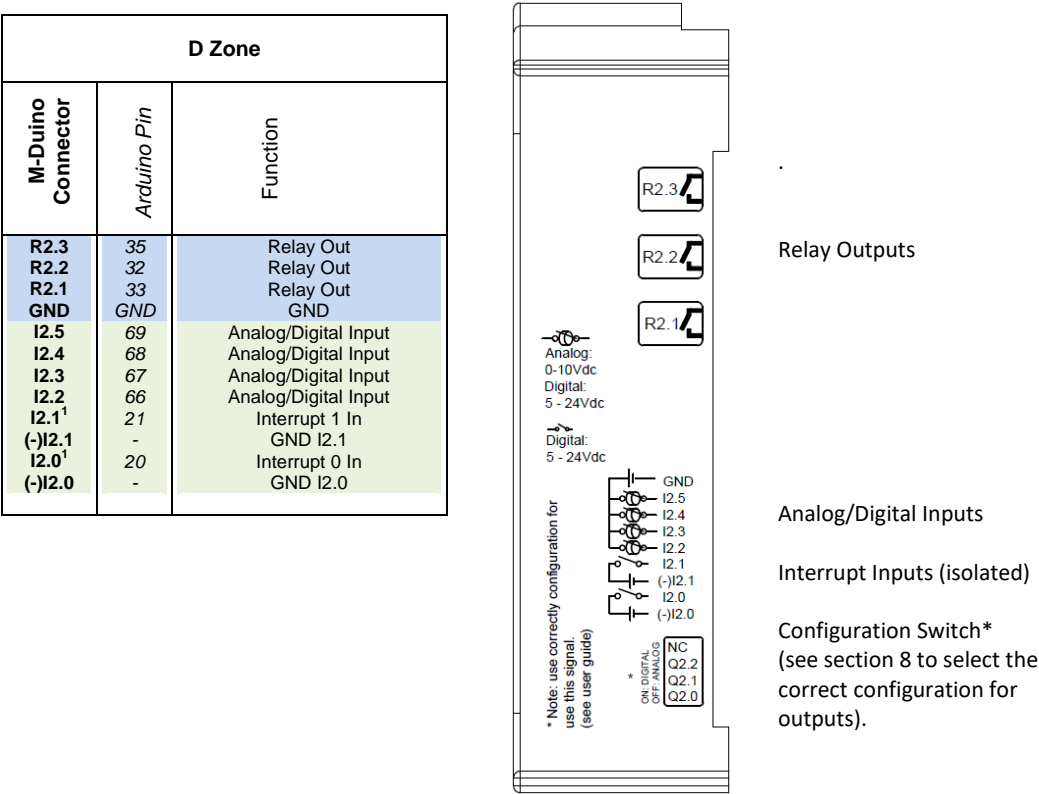 D Zone
M-Duino
Connector
Arduino Pin
Function
R2.3 35 Relay Out
R2.2 32 Relay Out
R2.1 33 Relay Out
GND GND GND
I2.5 69 Analog/Digital Input
I2.4 68 Analog/Digital Input
I2.3 67 Analog/Digital Input
I2.2 66 Analog/Digital Input
I2.1¹ 21 Interrupt 1 In
(-)I2.1 - GND I2.1
I2.0¹ 20 Interrupt 0 In
(-)I2.0 - GND I2.0
R2.3
R2.2
R2.1
Analog:
0-10Vdc
Digital:
5 - 24Vdc
Digital:
5 - 24Vdc
GND
I2.5
I2.4
I2.3
I2.2
I2.1
(-)I2.1
I2.0
(-)I2.0
* Note: use correctly configuration for
use this signal.
(see user guide)
*
ON: DIGITAL
OFF: ANALOG
NC
Q2.2
Q2.1
Q2.0
.
Relay Outputs
Analog/Digital Inputs
Interrupt Inputs (isolated)
Configuration Switch*
(see section 8 to select the
correct configuration for
outputs).